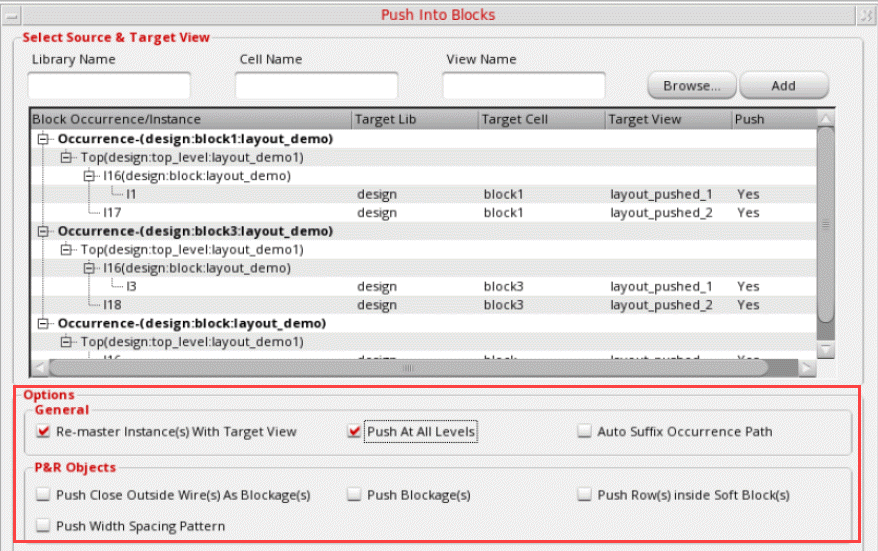 Push Into Blocks
Select Source & Target View
Library Name Cell Name View Name
Browse... Add
Block Occurrence/Instance Target Lib Target Cell Target View Push
Occurrence-(design:block1:layout_demo)
Top(design:top_level:layout_demo1)
I16(design:block:layout_demo)
I1 design block1 layout_pushed_1 Yes
I17 design block1 layout_pushed_2 Yes
Occurrence-(design:block3:layout_demo)
Top(design:top_level:layout_demo1)
I16(design:block:layout_demo)
I3 design block3 layout_pushed_1 Yes
I18 design block3 layout_pushed_2 Yes
Occurrence-(design:block:layout_demo)
Top(design:top_level:layout_demo1)
Options
General
Re-master Instance(s) With Target View Push At All Levels Auto Suffix Occurrence Path
P&R Objects
Push Close Outside Wire(s) As Blockage(s) Push Blockage(s) Push Row(s) inside Soft Block(s)
Push Width Spacing Pattern